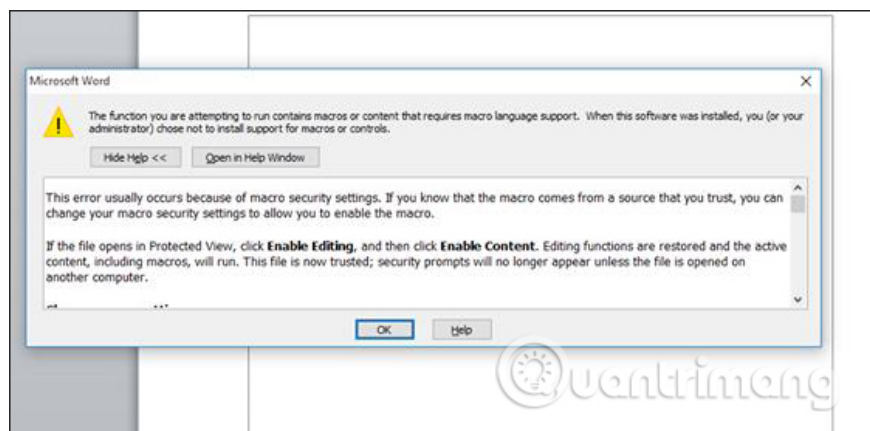 Microsoft Word
The function you are attempting to run contains macros or content that requires macro language support. When this software was installed, you (or your
administrator) chose not to install support for macros or controls.
Hide Help <<
Open in Help Window
This error usually occurs because of macro security settings. If you know that the macro comes from a source that you trust, you can
change your macro security settings to allow you to enable the macro.
If the file opens in Protected View, click Enable Editing, and then click Enable Content. Editing functions are restored and the active
content, including macros, will run. This file is now trusted; security prompts will no longer appear unless the file is opened on
another computer.
OK
Help
Quantrimang